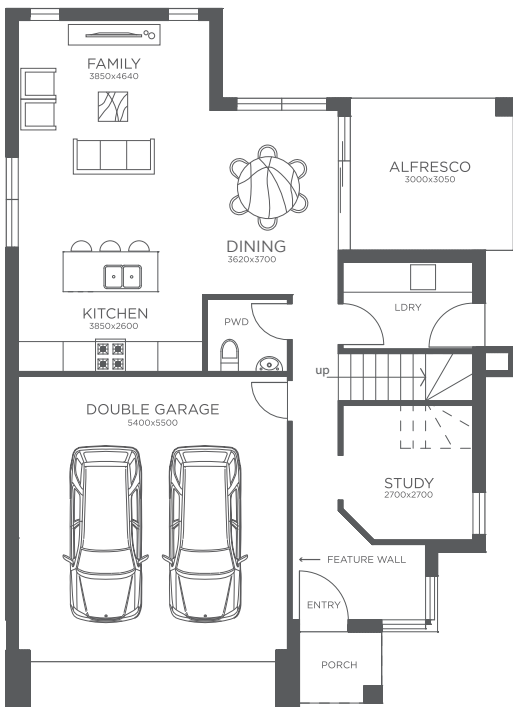 FAMILY
3850x4640
ALFRESCO
3000x3050
DINING
3620x3700
KITCHEN
3850x2600
PWD
LDRY
up
DOUBLE GARAGE
5400x5500
STUDY
2700x2700
← FEATURE WALL
ENTRY
PORCH